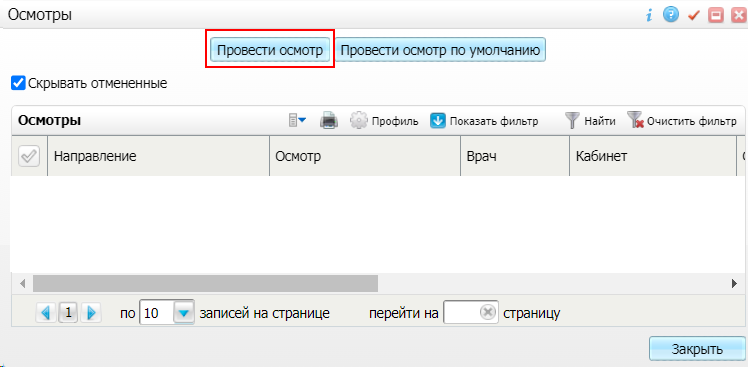 Осмотры
Провести осмотр Провести осмотр по умолчанию
Скрывать отмененные
Осмотры Профиль Показать фильтр Найти Очистить фильтр
Направление Осмотр Врач Кабинет
1 по 10 записей на странице перейти на страницу
Закрыть